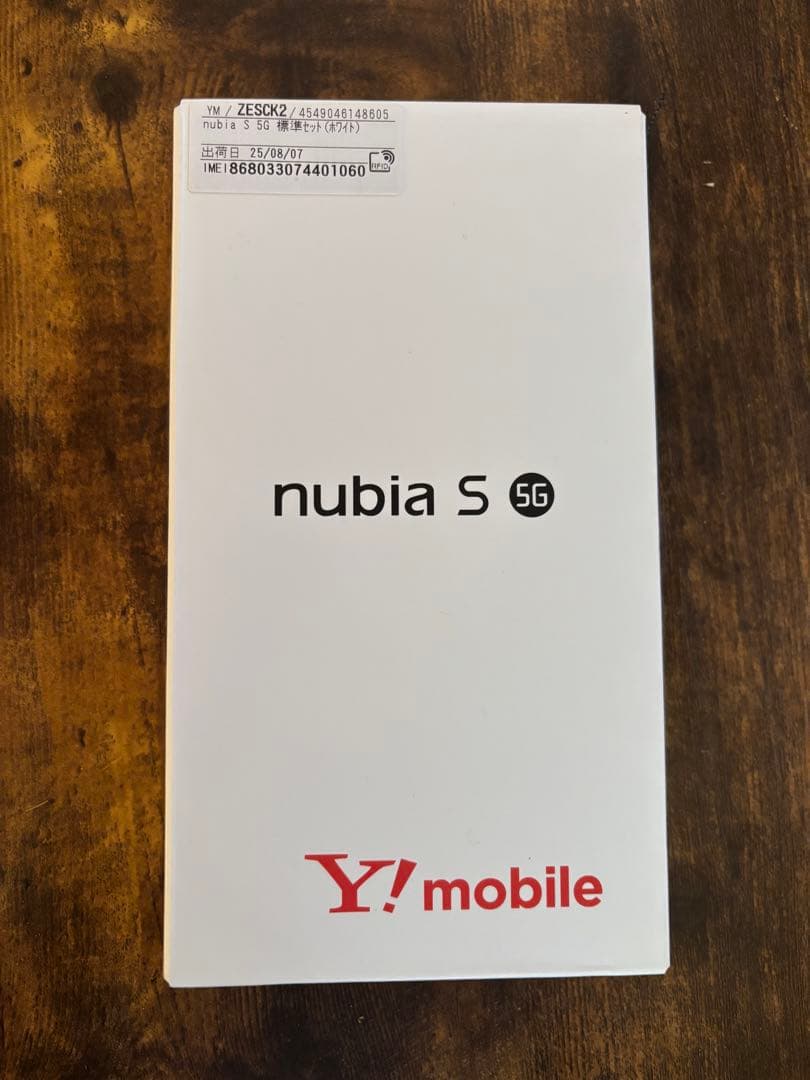 YM / ZESCK2 / 4549046148605
nubia S 5G 標準セット(ホワイト)
出荷日 25/08/07
IMEI 868033074401060
RFID
nubia S 5G
Y! mobile